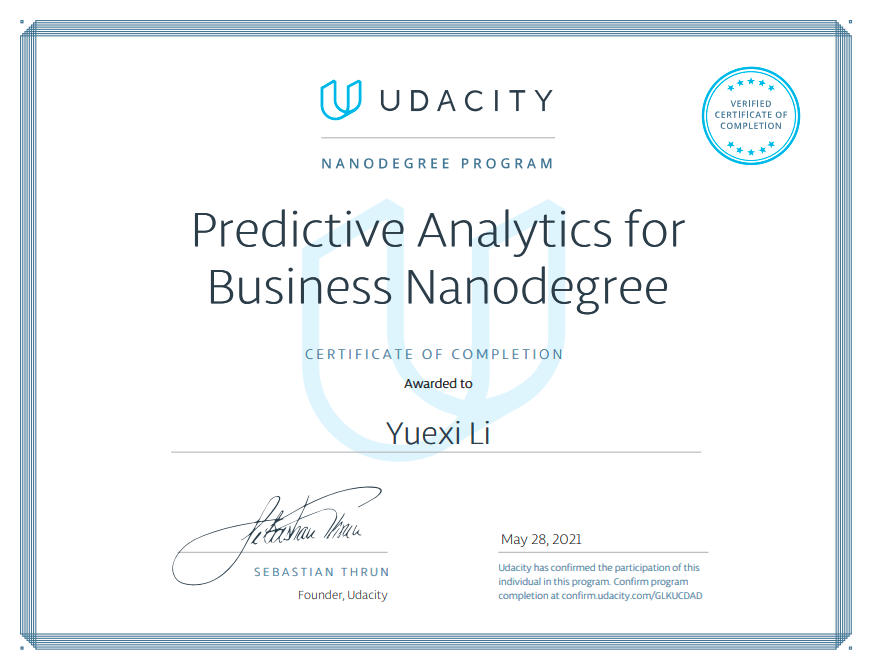 UDACITY
VERIFIED
CERTIFICATE OF
COMPLETION
NANODEGREE PROGRAM
Predictive Analytics for
Business Nanodegree
CERTIFICATE OF COMPLETION
Awarded to
Yuexi Li
Sebastian Thrun
SEBASTIAN THRUN
Founder, Udacity
May 28, 2021
Udacity has confirmed the participation of this
individual in this program. Confirm program
completion at confirm.udacity.com/GLKUCDAD